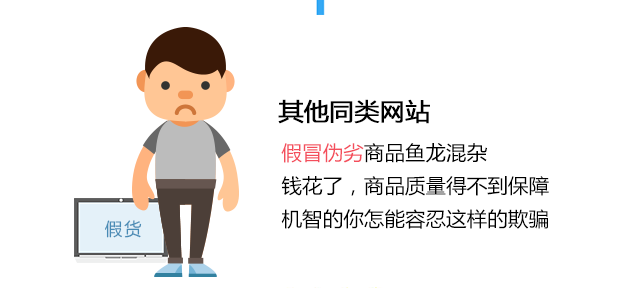 其他同类网站
假冒伪劣商品鱼龙混杂
钱花了，商品质量得不到保障
机智的你怎能容忍这样的欺骗
假货